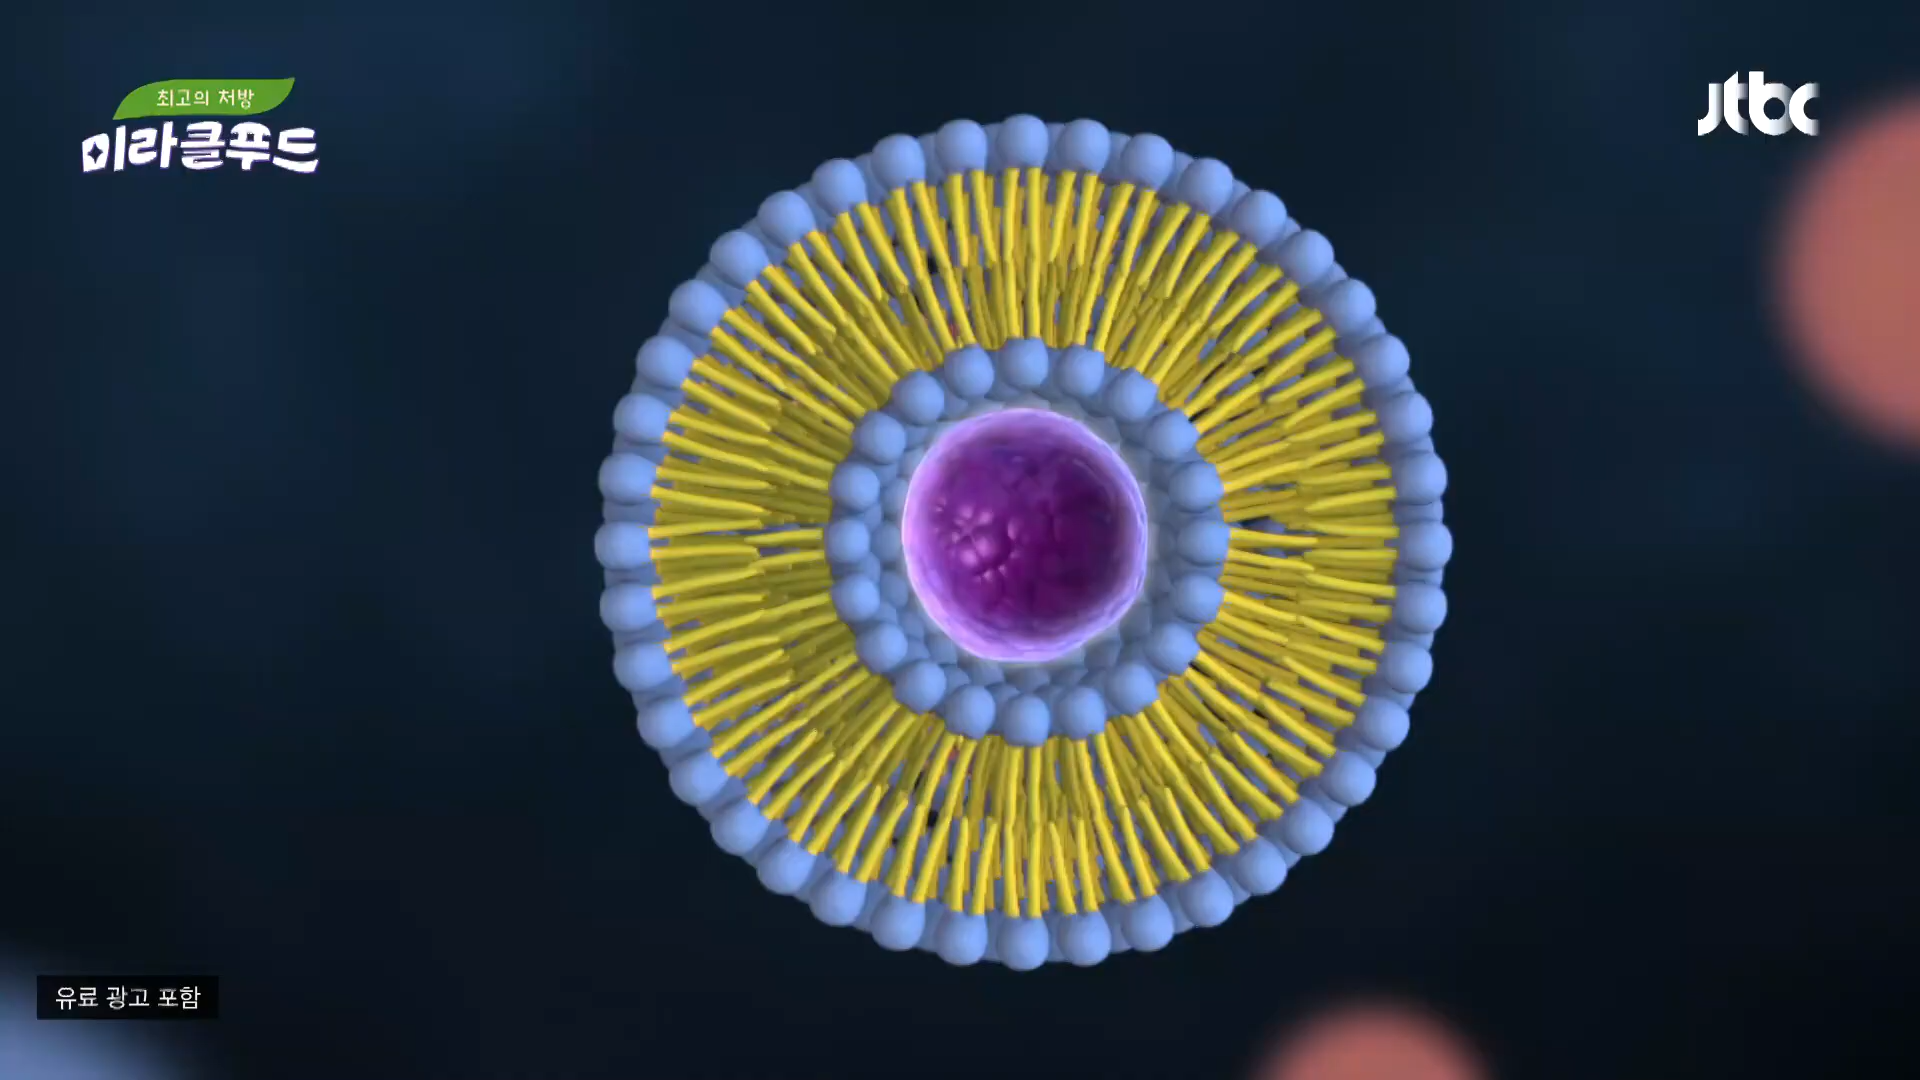 최고의 처방
미라클푸드
jtbc
유료 광고 포함